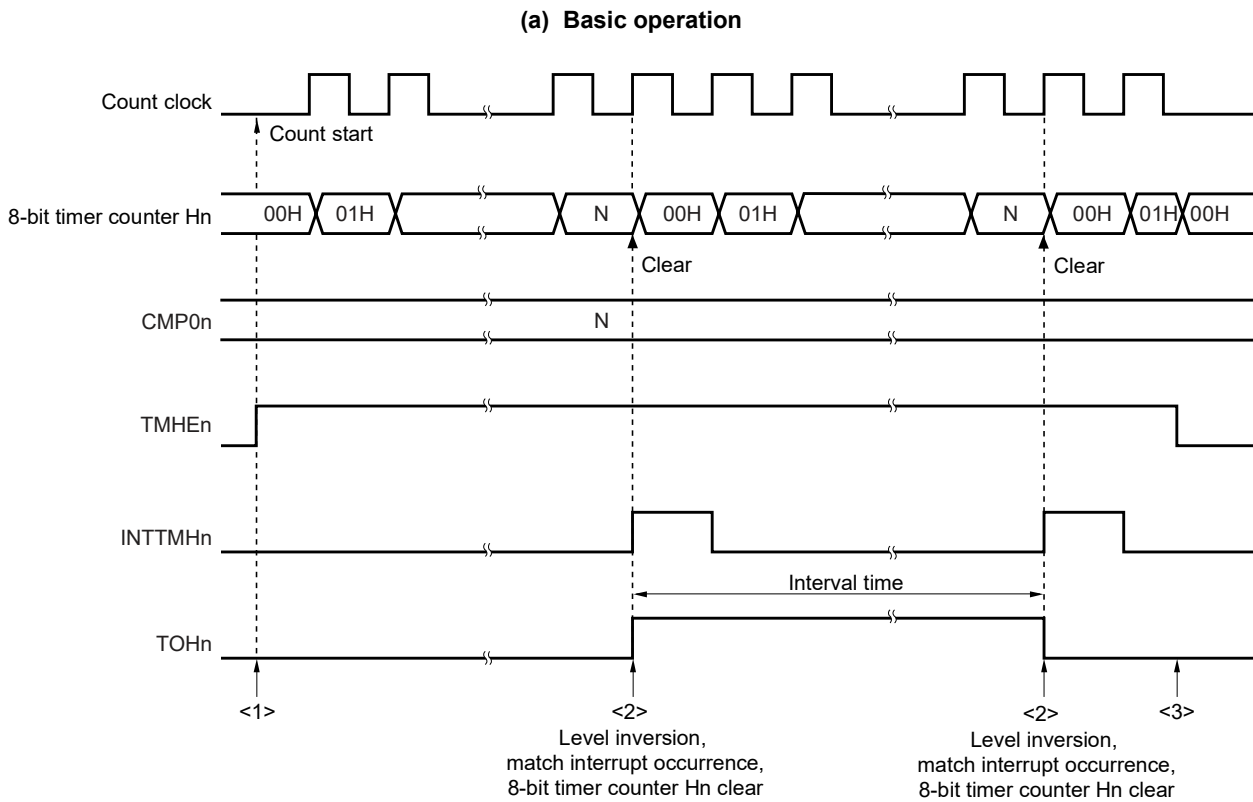 (a) Basic operation
Count clock
Count start
8-bit timer counter Hn
00H 01H N 00H 01H N 00H 01H 00H
Clear Clear
CMP0n
N
TMHEn
INTTMHn
Interval time
TOHn
<1> <2> <2> <3>
Level inversion, Level inversion,
match interrupt occurrence, match interrupt occurrence,
8-bit timer counter Hn clear 8-bit timer counter Hn clear